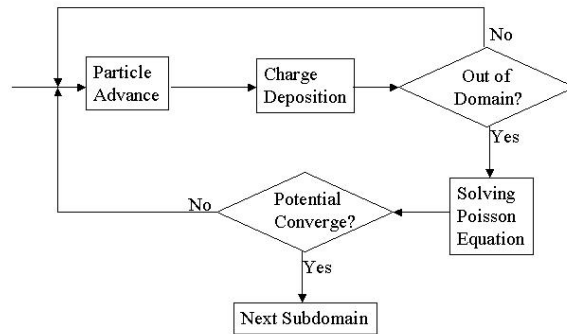 No
Particle
Advance
Charge
Deposition
Out of
Domain?
Yes
Solving
Poisson
Equation
Potential
Converge?
No
Yes
Next Subdomain